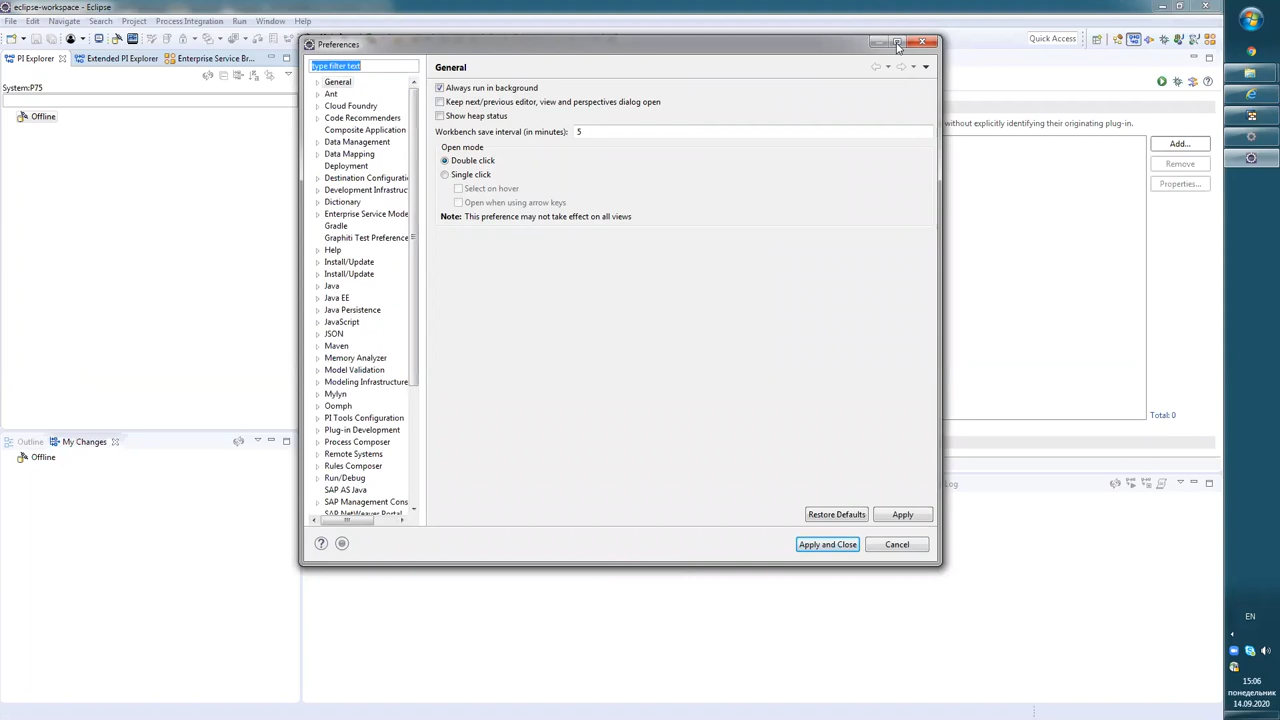 eclipse-workspace - Eclipse
File Edit Navigate Search Project Process Integration Run Window Help
Quick Access
PI Explorer Extended PI Explorer Enterprise Service Br...
System:P75
Offline
Outline My Changes
Offline
Preferences
type filter text
General
Ant
Cloud Foundry
Code Recommenders
Composite Application
Data Management
Data Mapping
Deployment
Destination Configurati
Development Infrastruc
Dictionary
Enterprise Service Mode
Gradle
Graphiti Test Preference
Help
Install/Update
Install/Update
Java
Java EE
Java Persistence
JavaScript
JSON
Maven
Memory Analyzer
Model Validation
Modeling Infrastructure
Mylyn
Oomph
PI Tools Configuration
Plug-in Development
Process Composer
Remote Systems
Rules Composer
Run/Debug
SAP AS Java
SAP Management Cons
SAP NetWeaver Portal
General
Always run in background
Keep next/previous editor, view and perspectives dialog open
Show heap status
Workbench save interval (in minutes): 5
Open mode
Double click
Single click
Select on hover
Open when using arrow keys
Note: This preference may not take effect on all views
Restore Defaults Apply
Apply and Close Cancel
without explicitly identifying their originating plug-in.
Add...
Remove
Properties...
Total: 0
Log
EN
15:06
понедельник
14.09.2020